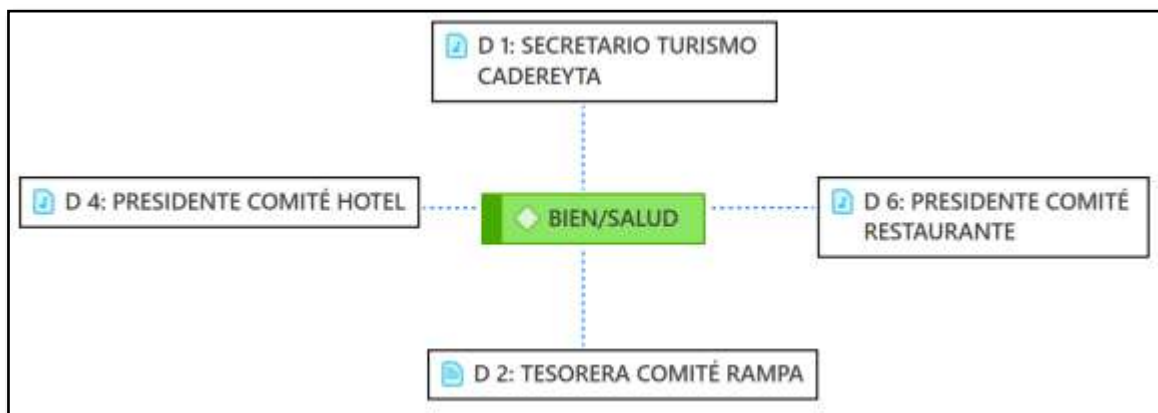 D 1: SECRETARIO TURISMO
CADEREYTA
D 4: PRESIDENTE COMITÉ HOTEL
BIEN/SALUD
D 6: PRESIDENTE COMITÉ
RESTAURANTE
D 2: TESORERA COMITÉ RAMPA